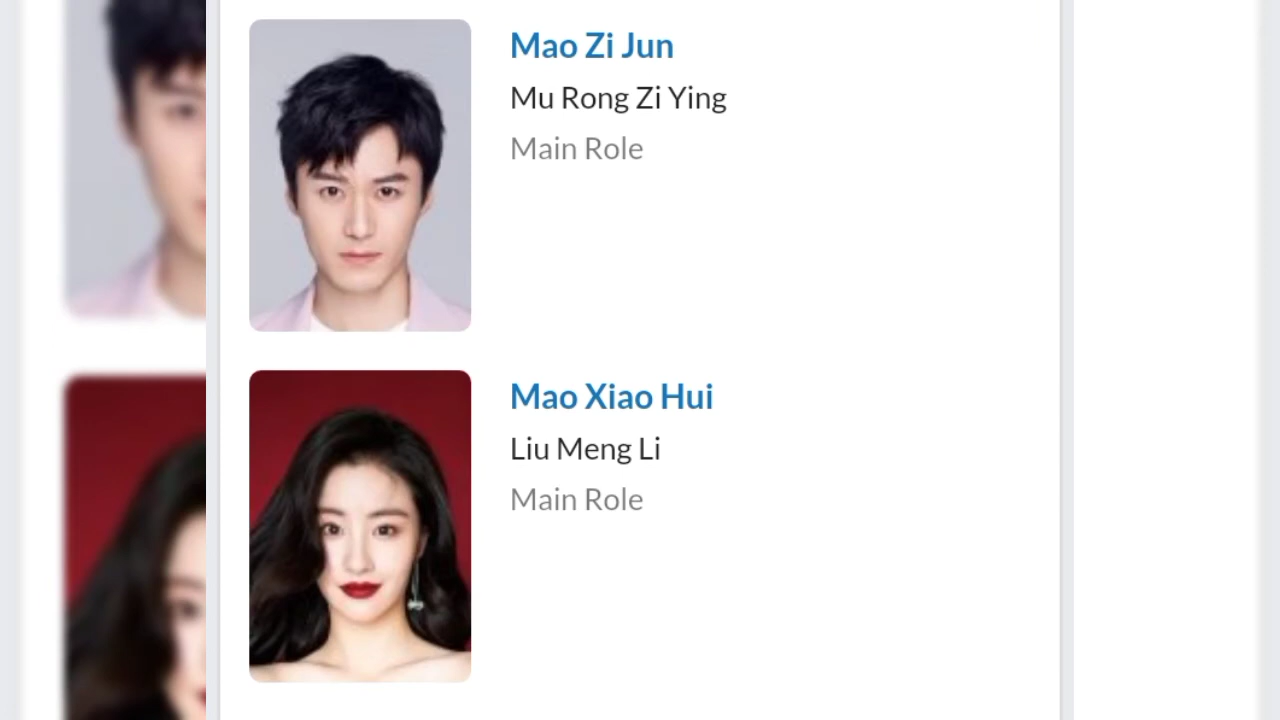 Mao Zi Jun
Mu Rong Zi Ying
Main Role
Mao Xiao Hui
Liu Meng Li
Main Role